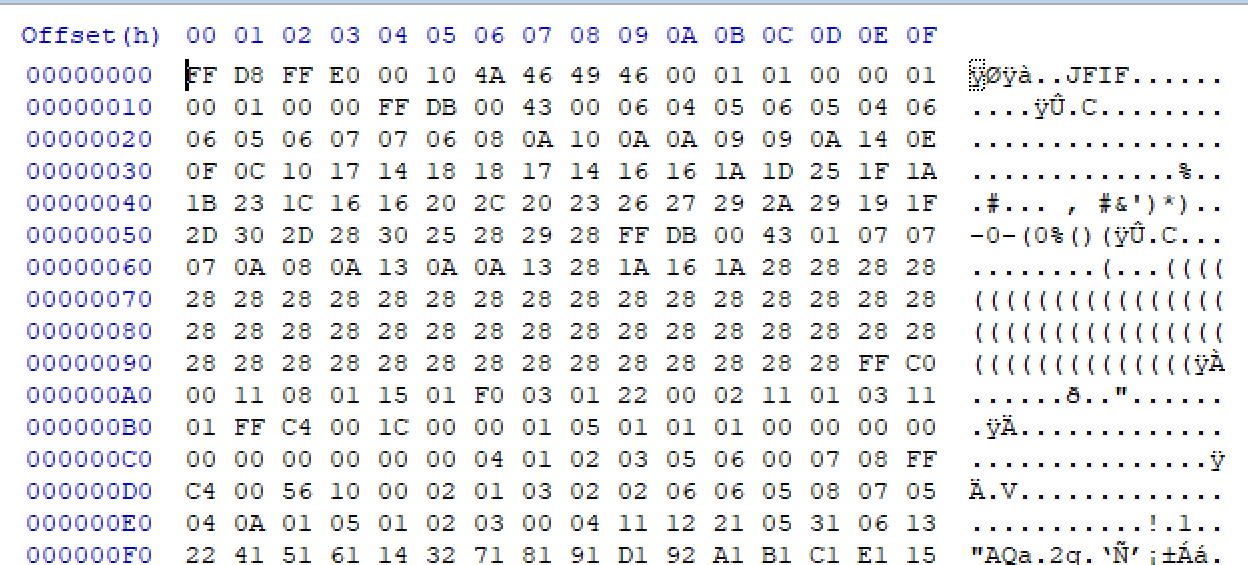 Offset(h) 00 01 02 03 04 05 06 07 08 09 0A 0B 0C 0D 0E 0F
00000000 FF D8 FF E0 00 10 4A 46 49 46 00 01 01 00 00 01 ÿØÿà..JFIF......
00000010 00 01 00 00 FF DB 00 43 00 06 04 05 06 05 04 06 ....ÿÛ.C........
00000020 06 05 06 07 07 06 08 0A 10 0A 0A 09 09 0A 14 0E ................
00000030 0F 0C 10 17 14 18 18 17 14 16 16 1A 1D 25 1F 1A .............%..
00000040 1B 23 1C 16 16 20 2C 20 23 26 27 29 2A 29 19 1F .#... , #&')*)..
00000050 2D 30 2D 28 30 25 28 29 28 FF DB 00 43 01 07 07 -0-(0%()(ÿÛ.C...
00000060 07 0A 08 0A 13 0A 0A 13 28 1A 16 1A 28 28 28 28 ........(...((((
00000070 28 28 28 28 28 28 28 28 28 28 28 28 28 28 28 28 ((((((((((((((((
00000080 28 28 28 28 28 28 28 28 28 28 28 28 28 28 28 28 ((((((((((((((((
00000090 28 28 28 28 28 28 28 28 28 28 28 28 28 28 FF C0 ((((((((((((((ÿÀ
000000A0 00 11 08 01 15 01 F0 03 01 22 00 02 11 01 03 11 ......ð.."......
000000B0 01 FF C4 00 1C 00 00 01 05 01 01 01 00 00 00 00 .ÿÄ.............
000000C0 00 00 00 00 00 00 04 01 02 03 05 06 00 07 08 FF ...............ÿ
000000D0 C4 00 56 10 00 02 01 03 02 02 06 06 05 08 07 05 Ä.V.............
000000E0 04 0A 01 05 01 02 03 00 04 11 12 21 05 31 06 13 ...........!.1..
000000F0 22 41 51 61 14 32 71 81 91 D1 92 A1 B1 C1 E1 15 "AQa.2q.‘Ñ’¡±Áá.